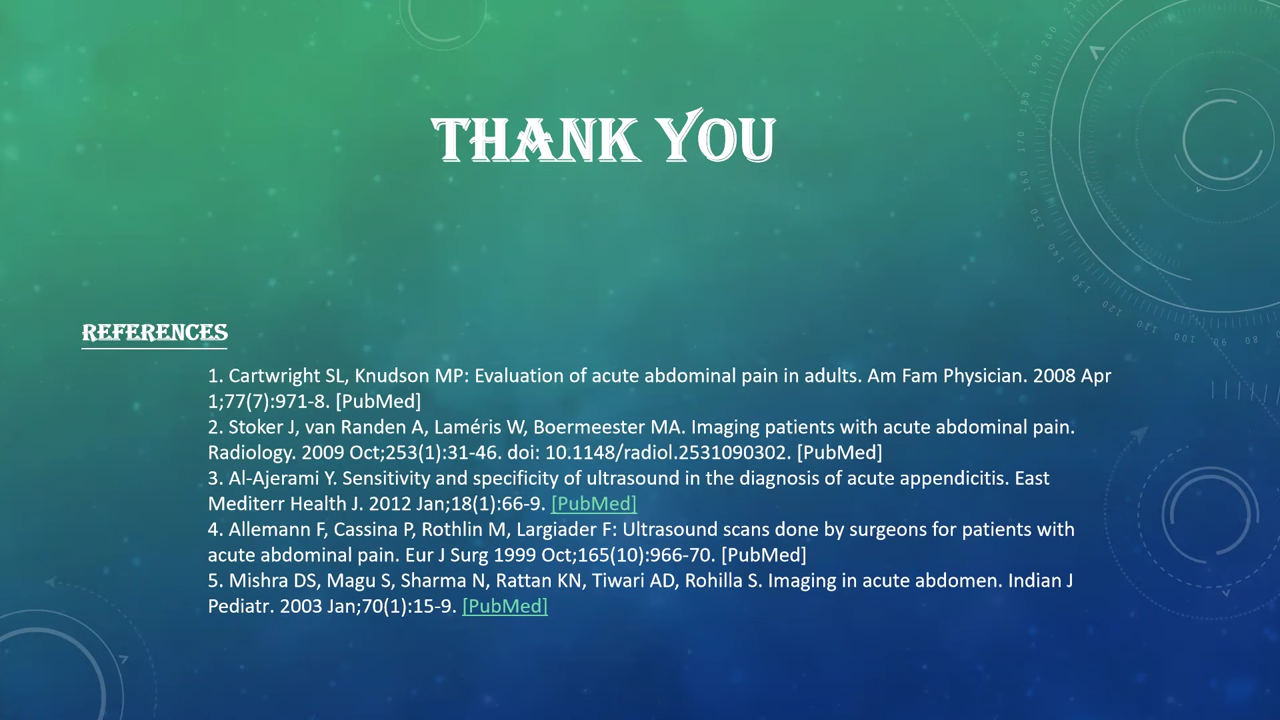 THANK YOU
REFERENCES
1. Cartwright SL, Knudson MP: Evaluation of acute abdominal pain in adults. Am Fam Physician. 2008 Apr
1;77(7):971-8. [PubMed]
2. Stoker J, van Randen A, Laméris W, Boermeester MA. Imaging patients with acute abdominal pain.
Radiology. 2009 Oct;253(1):31-46. doi: 10.1148/radiol.2531090302. [PubMed]
3. Al-Ajerami Y. Sensitivity and specificity of ultrasound in the diagnosis of acute appendicitis. East
Mediterr Health J. 2012 Jan;18(1):66-9. [PubMed]
4. Allemann F, Cassina P, Rothlin M, Largiader F: Ultrasound scans done by surgeons for patients with
acute abdominal pain. Eur J Surg 1999 Oct;165(10):966-70. [PubMed]
5. Mishra DS, Magu S, Sharma N, Rattan KN, Tiwari AD, Rohilla S. Imaging in acute abdomen. Indian J
Pediatr. 2003 Jan;70(1):15-9. [PubMed]